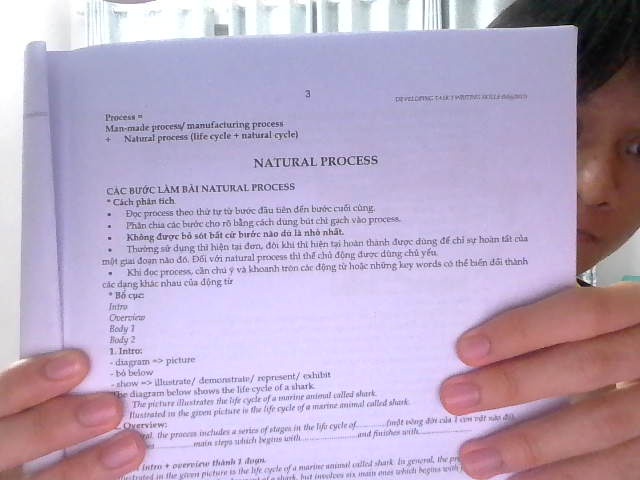 3
DEVELOPING TASK 1 WRITING SKILLS
Process =
Man-made process/ manufacturing process
+ Natural process (life cycle + natural cycle)
NATURAL PROCESS
CÁC BƯỚC LÀM BÀI NATURAL PROCESS
* Cách phân tích
• Đọc process theo thứ tự từ bước đầu tiên đến bước cuối cùng.
• Phân chia các bước cho rõ bằng cách dùng bút chì gạch vào process.
• Không được bỏ sót bất cứ bước nào dù là nhỏ nhất.
• Thường sử dụng thì hiện tại đơn, đôi khi thì hiện tại hoàn thành được dùng để chỉ sự hoàn tất của
một giai đoạn nào đó. Đối với natural process thì thể chủ động được dùng chủ yếu.
• Khi đọc process, cần chú ý và khoanh tròn các động từ hoặc những key words có thể biến đổi thành
các dạng khác nhau của động từ
* Bố cục:
Intro
Overview
Body 1
Body 2
1. Intro:
- diagram => picture
- bỏ below
- show => illustrate/ demonstrate/ represent/ exhibit
The diagram below shows the life cycle of a shark.
The picture illustrates the life cycle of a marine animal called shark.
Illustrated in the given picture is the life cycle of a marine animal called shark.
Overview:
the process includes a series of stages in the life cycle of............(một vòng đời của 1 con vật nào đó),
............main steps which begins with....................and finishes with....................
Intro + overview thành 1 đoạn.
in the given picture is the life cycle of a marine animal called shark. In general, the
of a shark, but involves six main ones which begins with